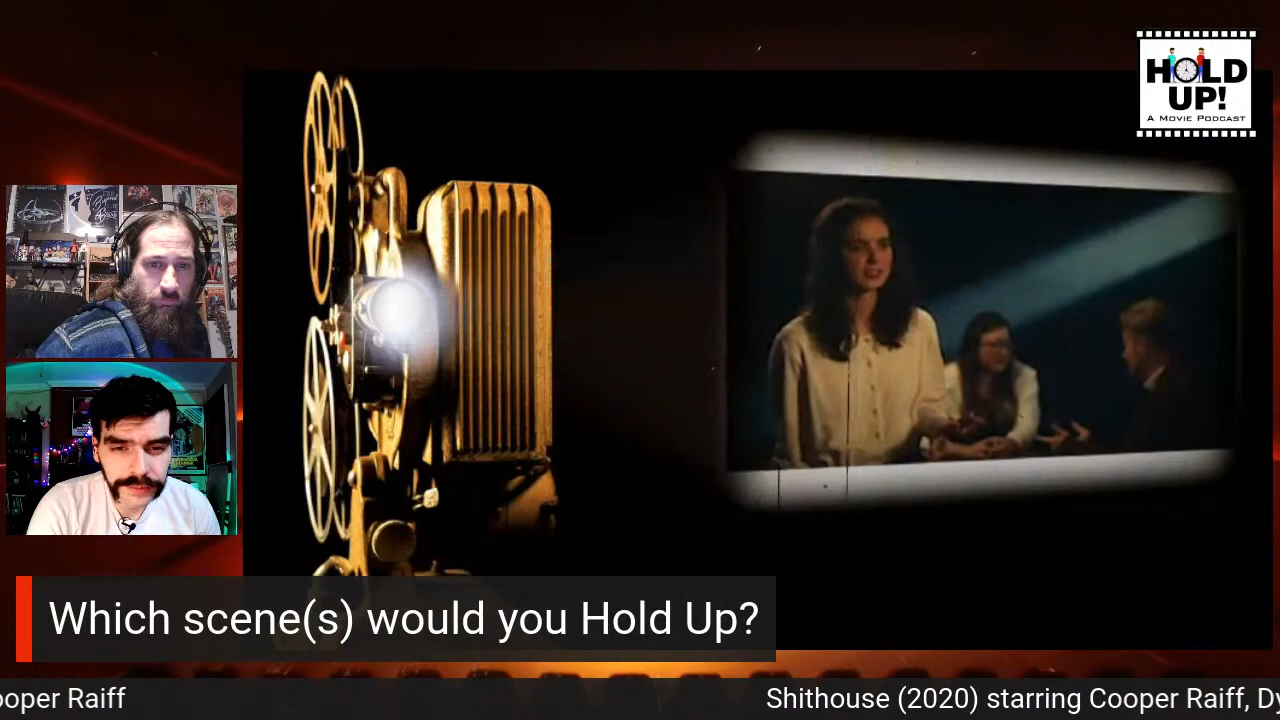 HOLD
UP!
A MOVIE PODCAST
Which scene(s) would you Hold Up?
ooper Raiff
Shithouse (2020) starring Cooper Raiff, Dy